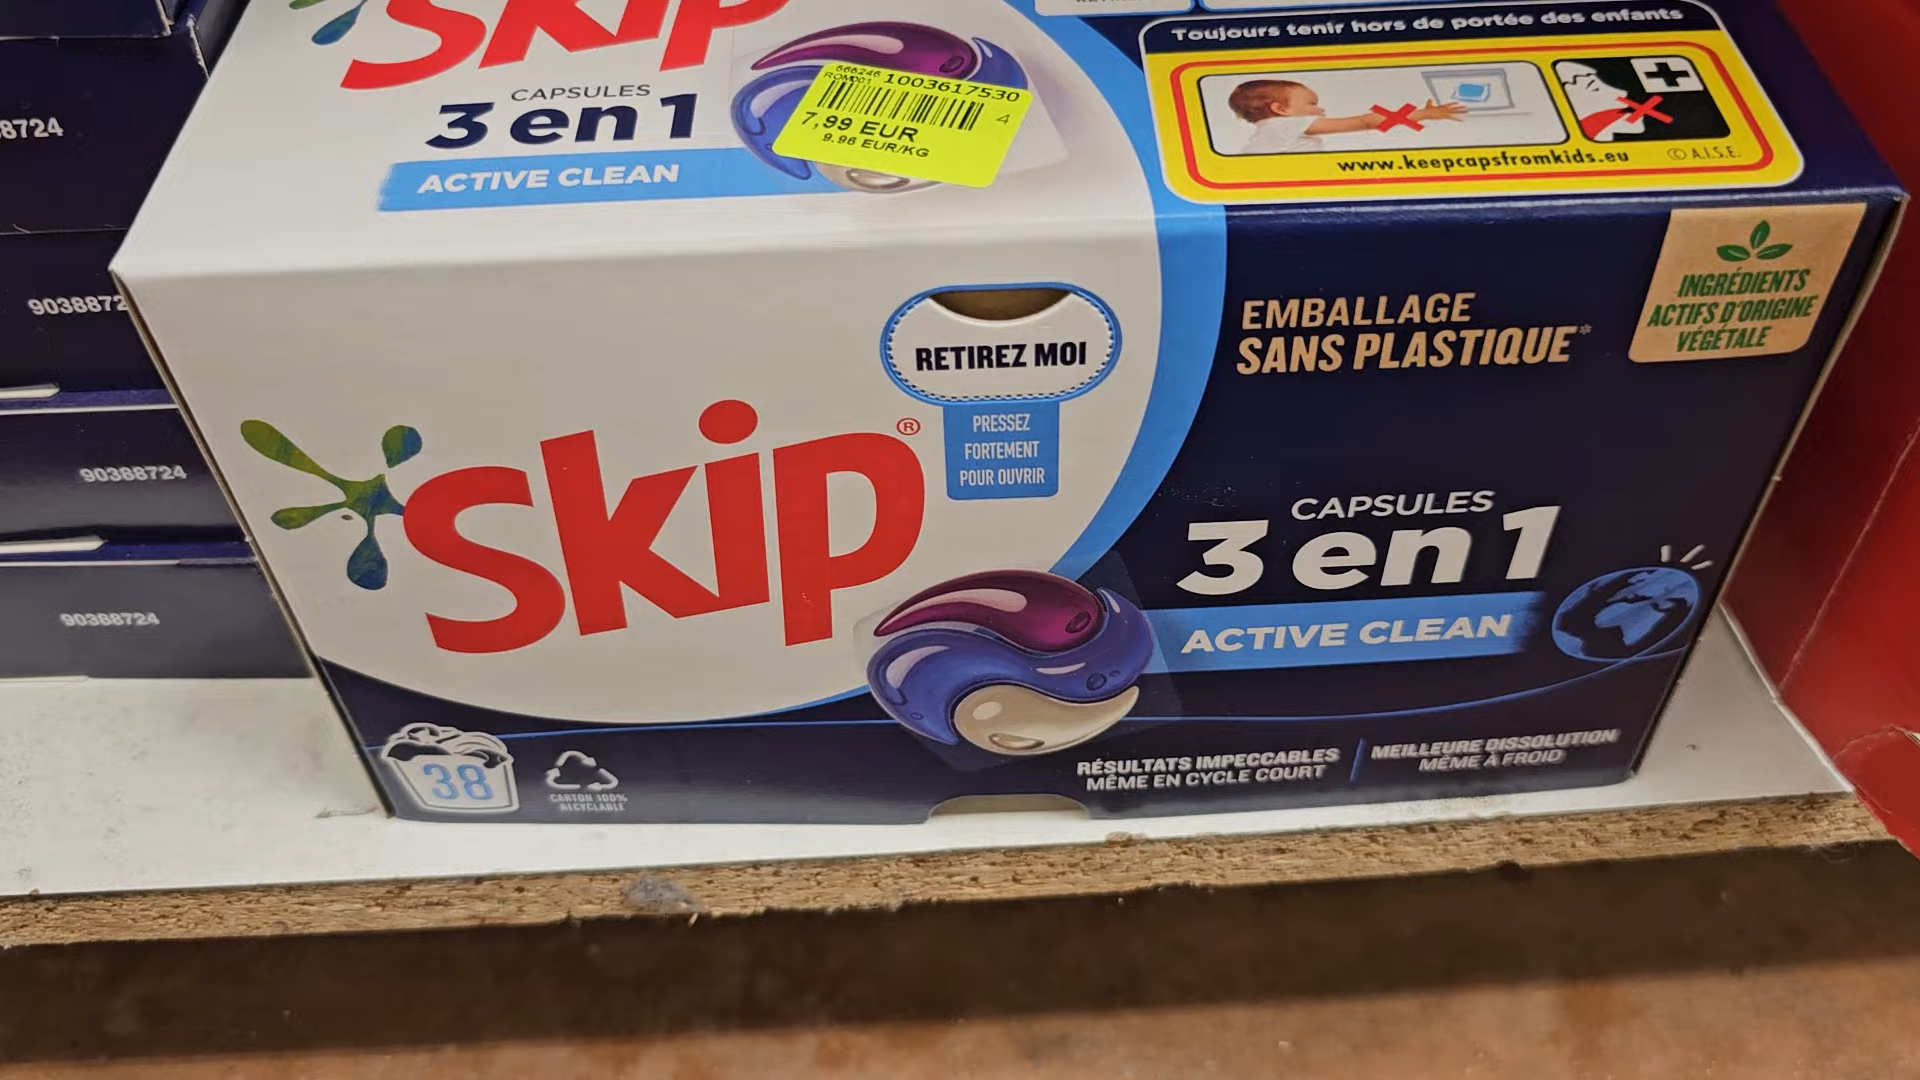 Skip
CAPSULES
3 en 1
ACTIVE CLEAN
666246
ROM001 1003617530
4
7,99 EUR
9.96 EUR/KG
Toujours tenir hors de portée des enfants
www.keepcapsfromkids.eu
© A.I.S.E.
8724
9038872
90388724
90388724
RETIREZ MOI
PRESSEZ
FORTEMENT
POUR OUVRIR
Skip®
EMBALLAGE
SANS PLASTIQUE*
INGRÉDIENTS
ACTIFS D'ORIGINE
VÉGÉTALE
CAPSULES
3 en 1
ACTIVE CLEAN
38
CARTON 100%
RECYCLABLE
RÉSULTATS IMPECCABLES
MÊME EN CYCLE COURT
MEILLEURE DISSOLUTION
MÊME À FROID